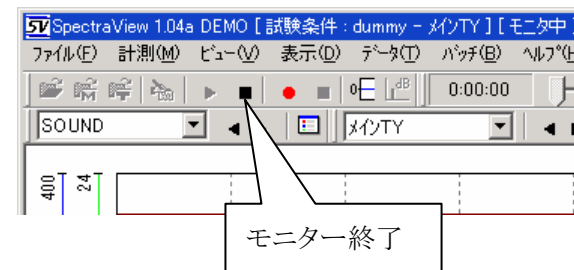 SV SpectraView 1.04a DEMO [ 試験条件 : dummy - ﾒｲﾝTY ] [ モニタ中 ]
ﾌｧｲﾙ(F) 計測(M) ﾋﾞｭｰ(V) 表示(D) ﾃﾞｰﾀ(T) ﾊﾞｯﾁ(B) ﾍﾙﾌﾟ(H
dB 0:00:00
SOUND ﾒｲﾝTY
400 24
モニター終了